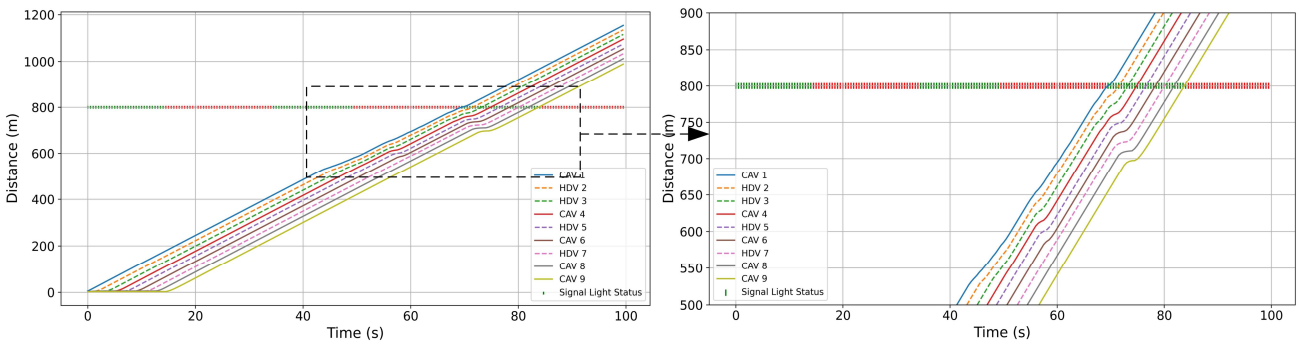 1200
1000
800
600
400
200
0
Distance (m)
0
20
40
60
80
100
Time (s)
CAV 1
HDV 2
HDV 3
CAV 4
HDV 5
CAV 6
HDV 7
CAV 8
CAV 9
Signal Light Status
900
850
800
750
700
650
600
550
500
Distance (m)
0
20
40
60
80
100
Time (s)
CAV 1
HDV 2
HDV 3
CAV 4
HDV 5
CAV 6
HDV 7
CAV 8
CAV 9
Signal Light Status